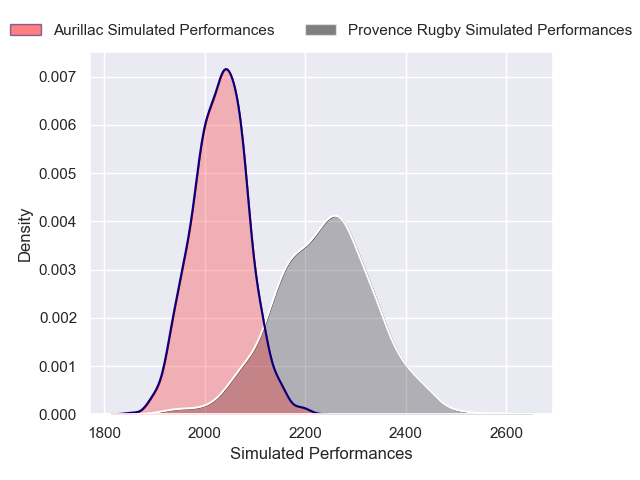 Aurillac Simulated Performances
Provence Rugby Simulated Performances
0.007
0.006
0.005
0.004
0.003
0.002
0.001
0.000
Density
1800 2000 2200 2400 2600
Simulated Performances